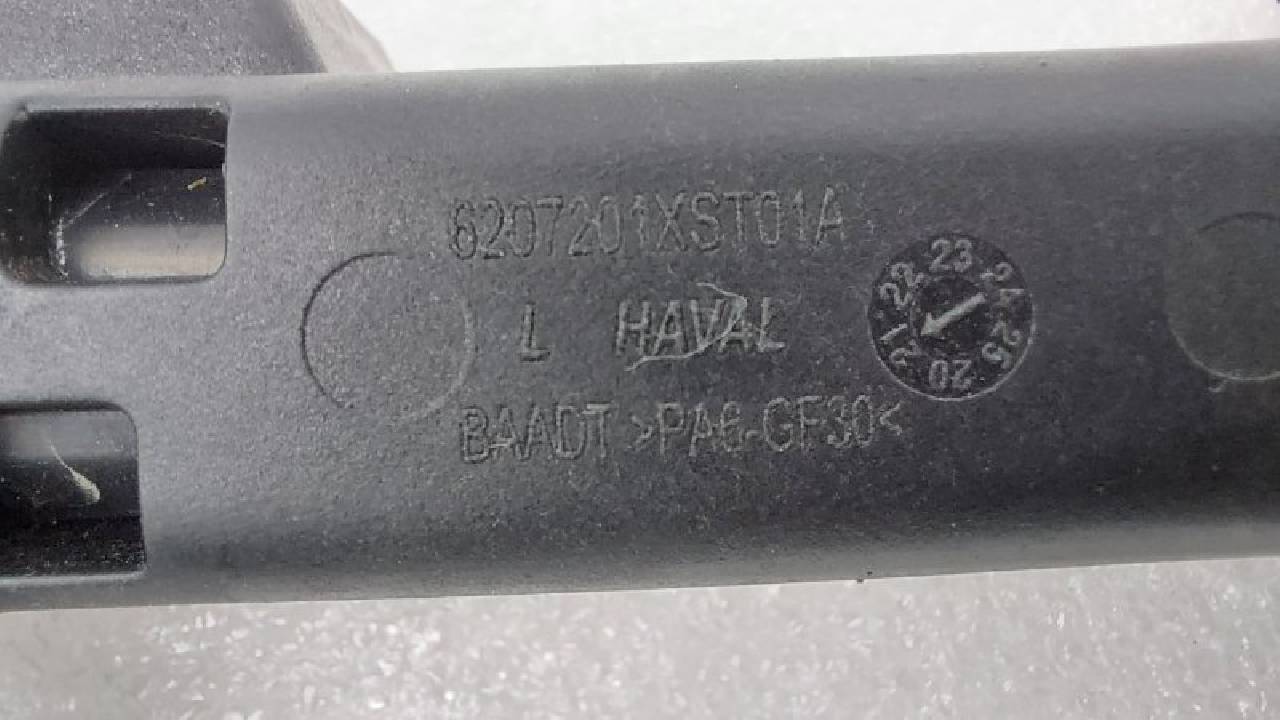 6207201XST01A
L HAVAL
BAADT >PA6-GF30<
20 21 22 23 24 25